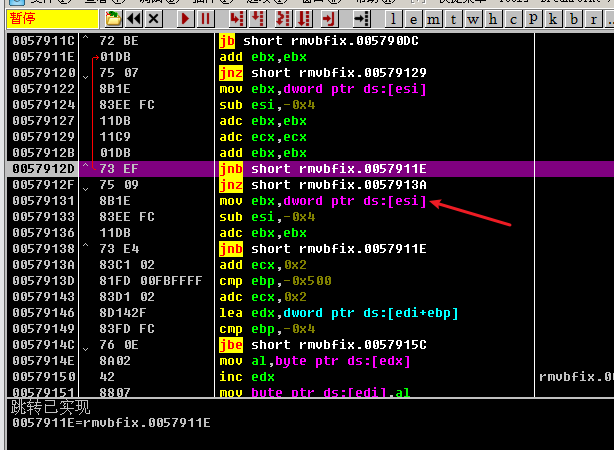 暂停 l e m t w h c p k b r
0057911C ^ 72 BE jb short rmvbfix.005790DC
0057911E 01DB add ebx,ebx
00579120 ˇ 75 07 jnz short rmvbfix.00579129
00579122 8B1E mov ebx,dword ptr ds:[esi]
00579124 83EE FC sub esi,-0x4
00579127 11DB adc ebx,ebx
00579129 11C9 adc ecx,ecx
0057912B 01DB add ebx,ebx
0057912D ^ 73 EF jnb short rmvbfix.0057911E
0057912F ˇ 75 09 jnz short rmvbfix.0057913A
00579131 8B1E mov ebx,dword ptr ds:[esi]
00579133 83EE FC sub esi,-0x4
00579136 11DB adc ebx,ebx
00579138 ^ 73 E4 jnb short rmvbfix.0057911E
0057913A 83C1 02 add ecx,0x2
0057913D 81FD 00FBFFFF cmp ebp,-0x500
00579143 83D1 02 adc ecx,0x2
00579146 8D142F lea edx,dword ptr ds:[edi+ebp]
00579149 83FD FC cmp ebp,-0x4
0057914C ˇ 76 0E jbe short rmvbfix.0057915C
0057914E 8A02 mov al,byte ptr ds:[edx]
00579150 42 inc edx rmvbfix.00
00579151 8807 mov byte ptr ds:[edi],al
跳转已实现
0057911E=rmvbfix.0057911E